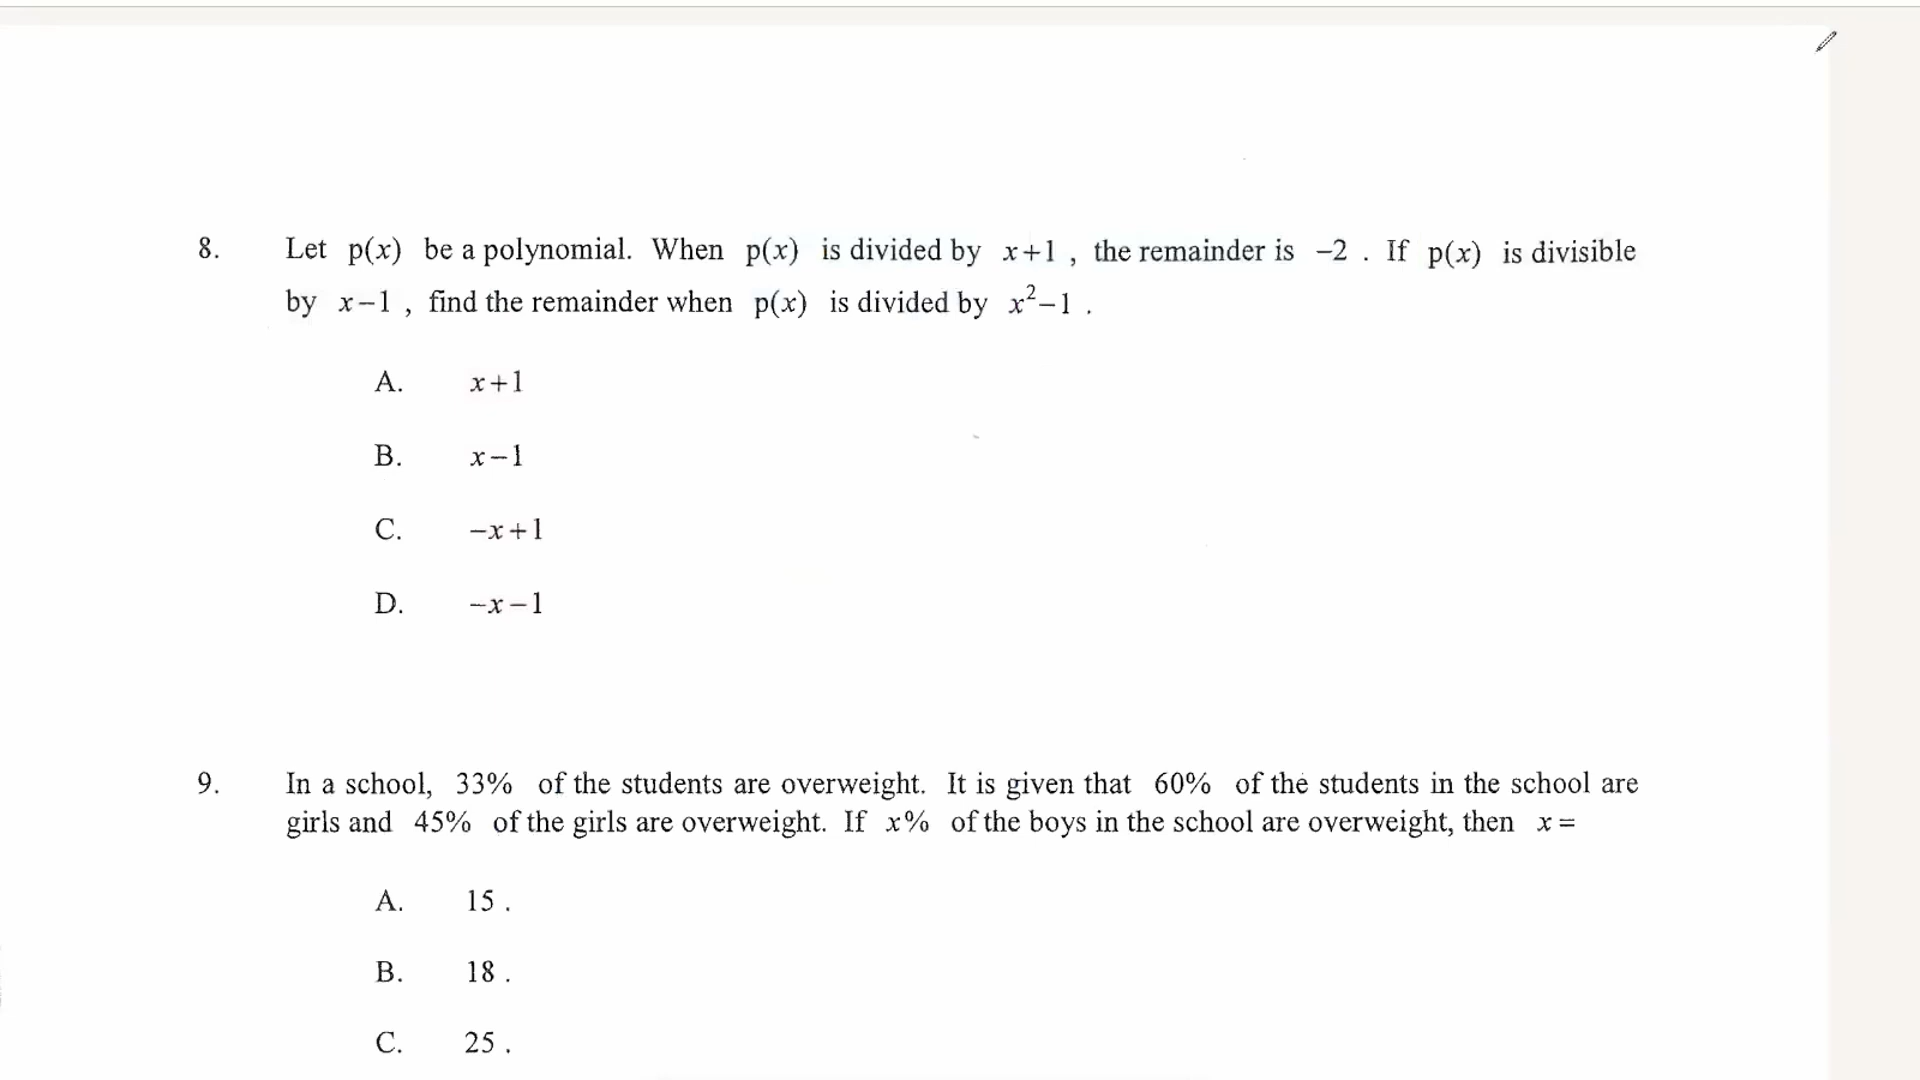 8. Let p(x) be a polynomial. When p(x) is divided by x+1 , the remainder is −2 . If p(x) is divisible
by x−1 , find the remainder when p(x) is divided by x²−1 .
A. x+1
B. x−1
C. −x+1
D. −x−1
9. In a school, 33% of the students are overweight. It is given that 60% of the students in the school are
girls and 45% of the girls are overweight. If x% of the boys in the school are overweight, then x =
A. 15 .
B. 18 .
C. 25 .